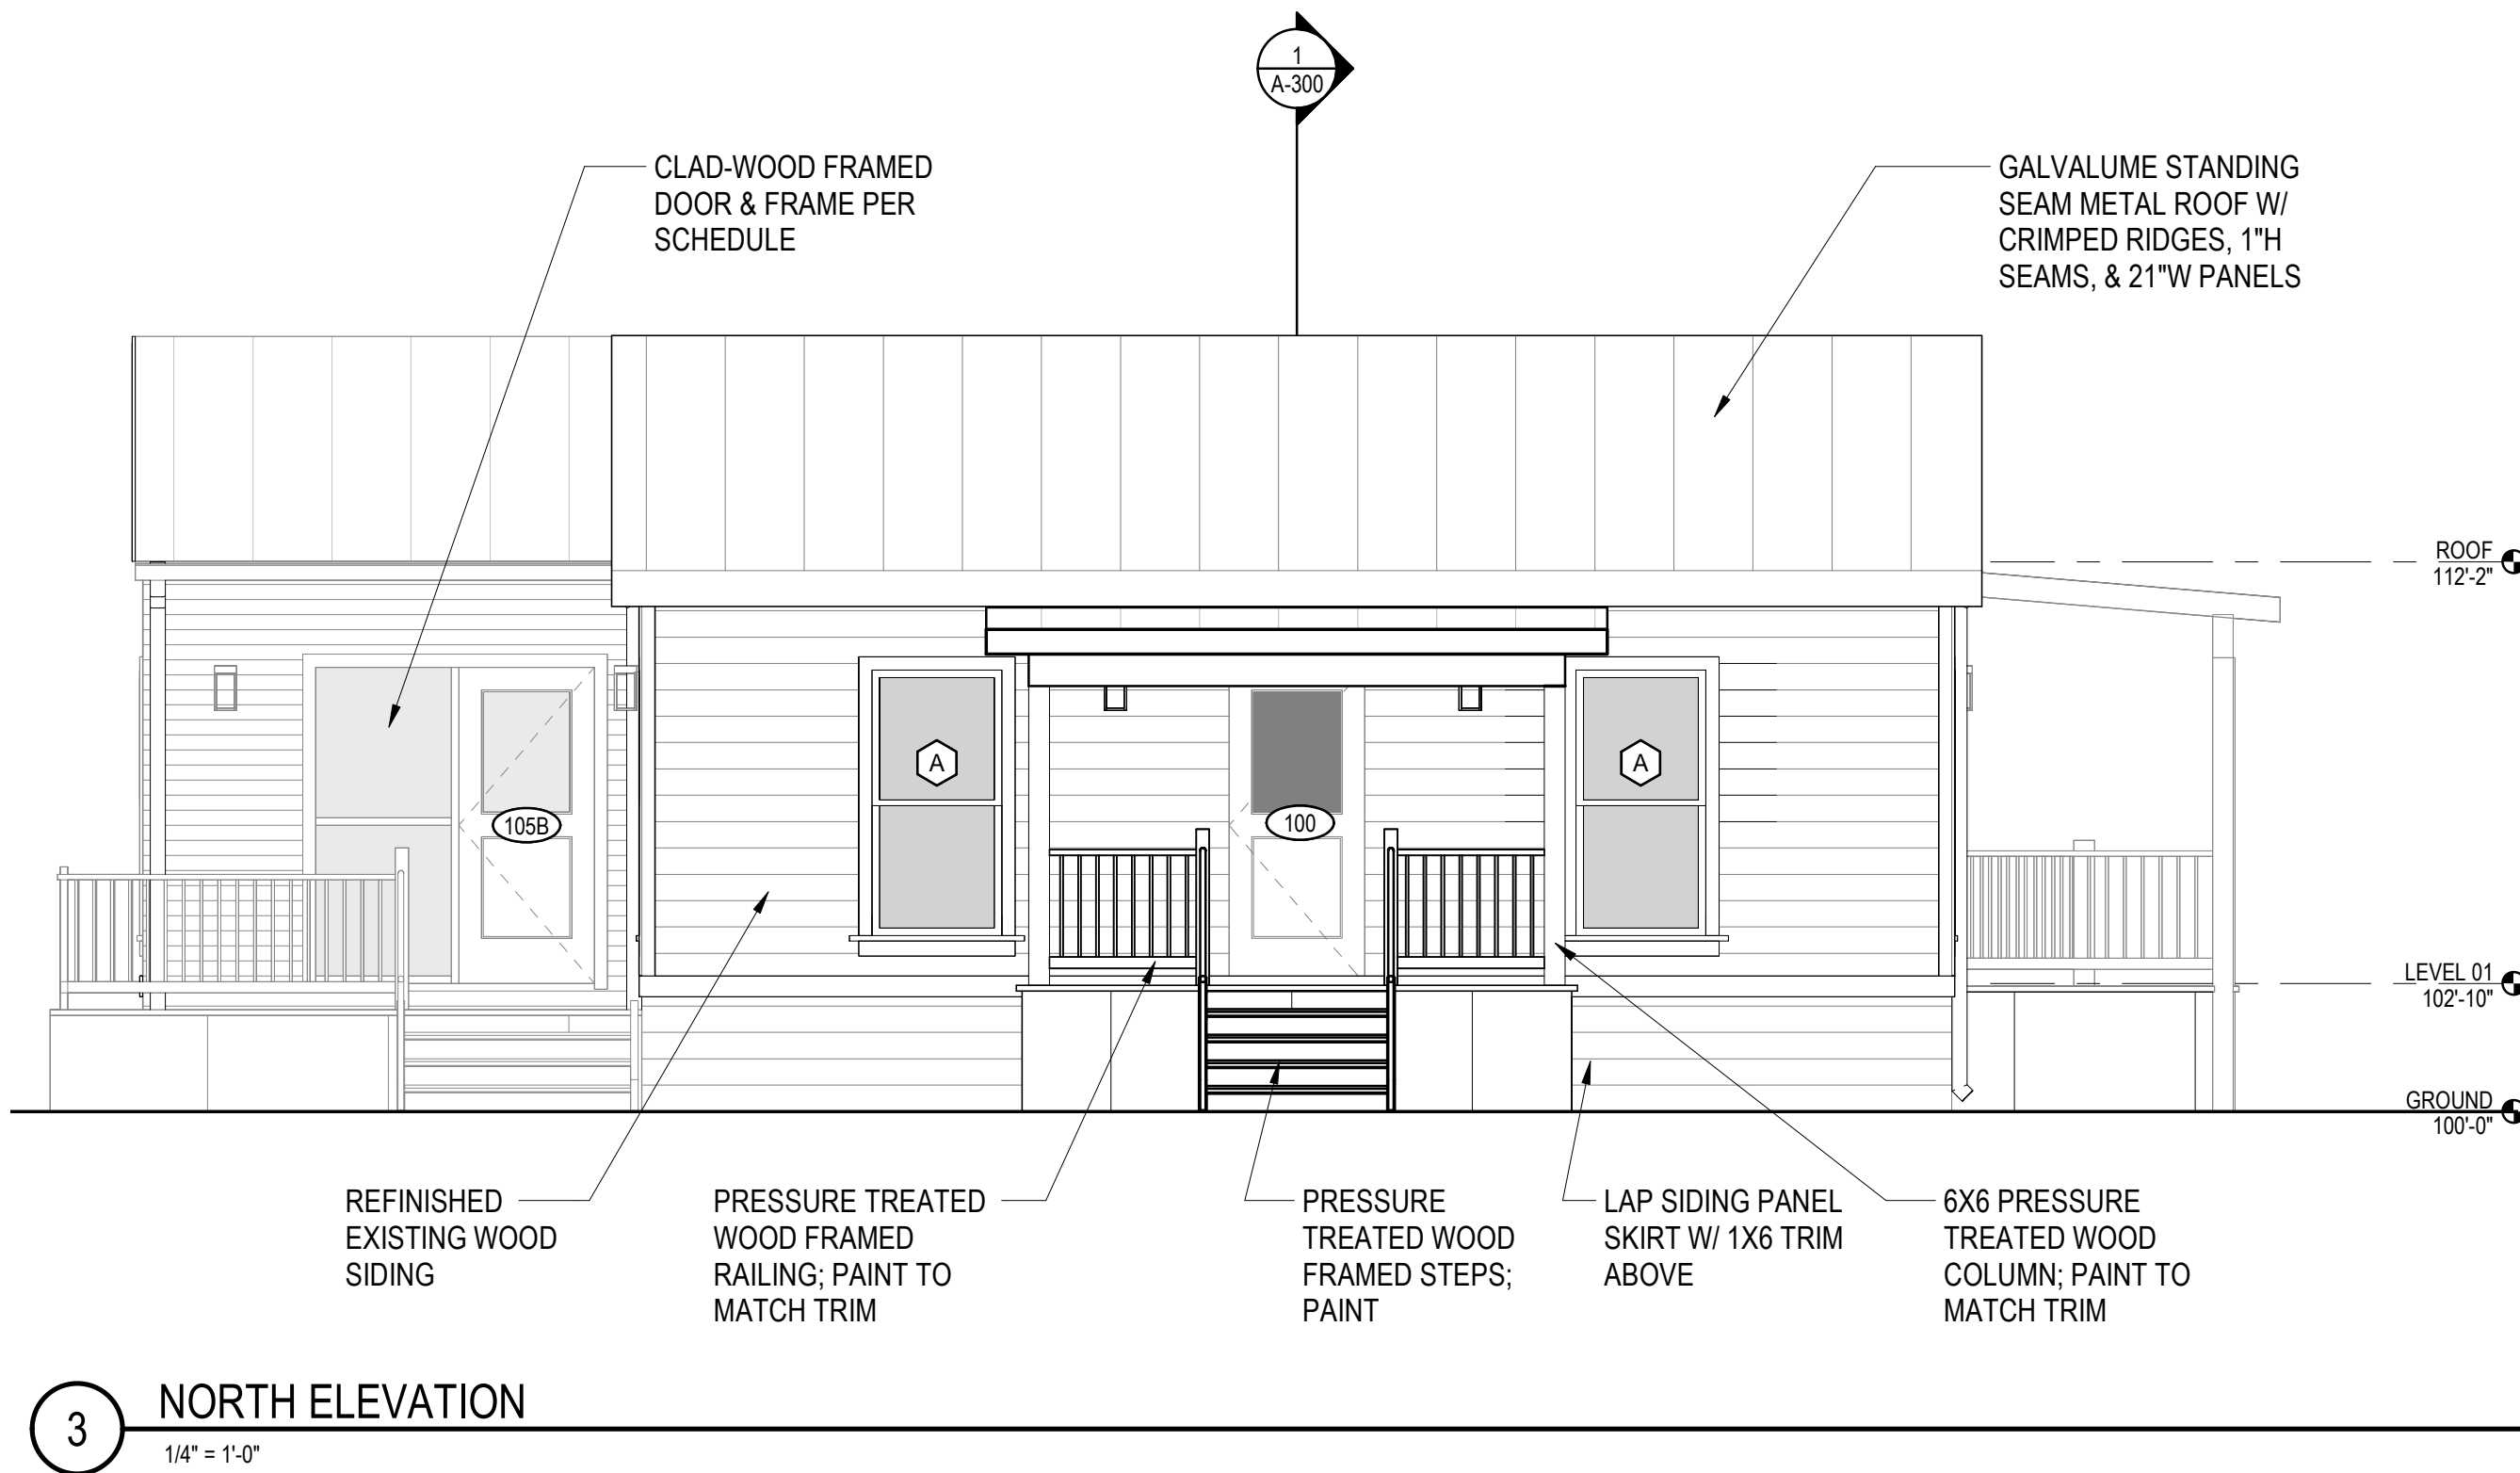 1
A-300
CLAD-WOOD FRAMED
DOOR & FRAME PER
SCHEDULE
GALVALUME STANDING
SEAM METAL ROOF W/
CRIMPED RIDGES, 1"H
SEAMS, & 21"W PANELS
ROOF
112'-2"
A
A
105B
100
LEVEL 01
102'-10"
GROUND
100'-0"
REFINISHED
EXISTING WOOD
SIDING
PRESSURE TREATED
WOOD FRAMED
RAILING; PAINT TO
MATCH TRIM
PRESSURE
TREATED WOOD
FRAMED STEPS;
PAINT
LAP SIDING PANEL
SKIRT W/ 1X6 TRIM
ABOVE
6X6 PRESSURE
TREATED WOOD
COLUMN; PAINT TO
MATCH TRIM
3
NORTH ELEVATION
1/4" = 1'-0"